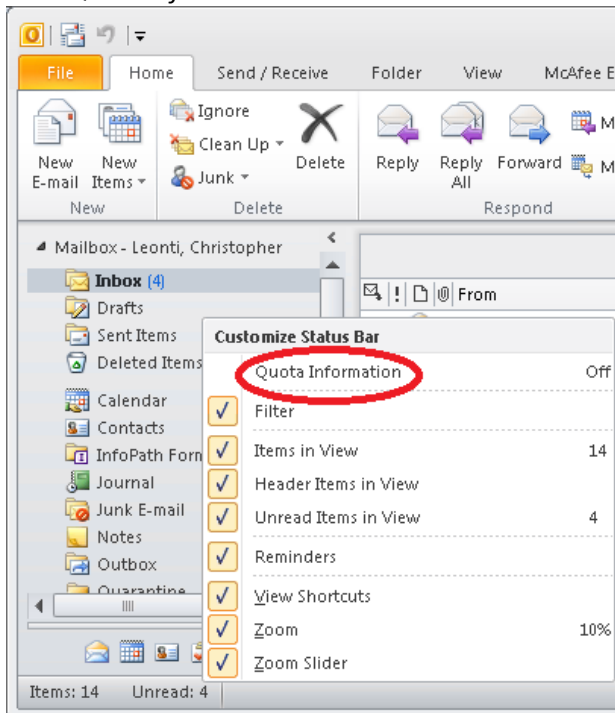 File Home Send / Receive Folder View McAfee E
Ignore
Clean Up
Junk
New E-mail
New Items
Delete
Reply
Reply All
Forward
M
M
New Delete Respond
Mailbox - Leonti, Christopher
Inbox (4)
Drafts
Sent Items
Deleted Items
Calendar
Contacts
InfoPath Form
Journal
Junk E-mail
Notes
Outbox
Quarantine
! From
Customize Status Bar
Quota Information Off
Filter
Items in View 14
Header Items in View
Unread Items in View 4
Reminders
View Shortcuts
Zoom 10%
Zoom Slider
Items: 14 Unread: 4